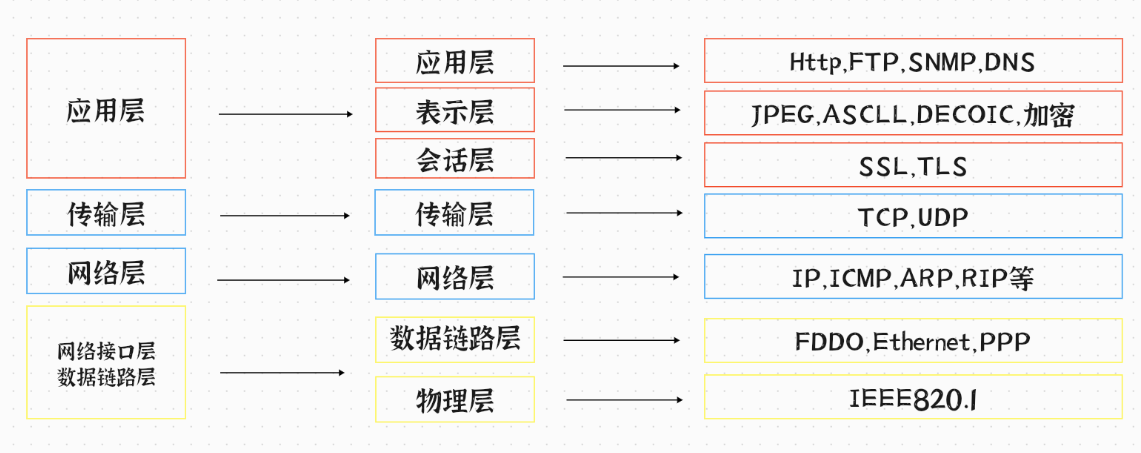 应用层
应用层
Http,FTP,SNMP,DNS
表示层
JPEG,ASCLL,DECOIC,加密
会话层
SSL,TLS
传输层
传输层
TCP,UDP
网络层
网络层
IP,ICMP,ARP,RIP等
网络接口层
数据链路层
数据链路层
FDDO,Ethernet,PPP
物理层
IEEE820.1